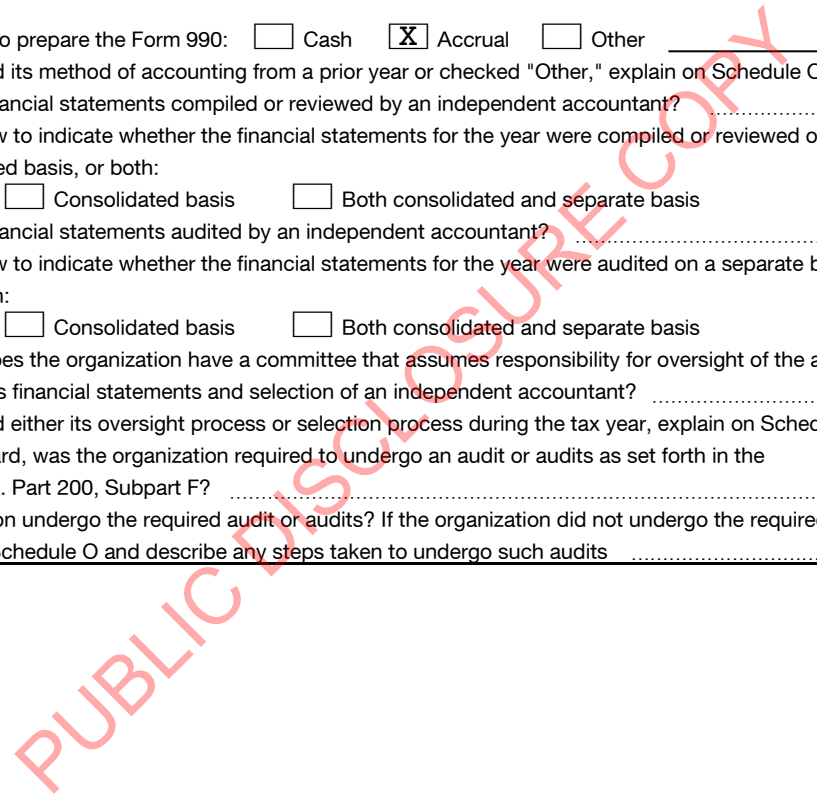 o prepare the Form 990: Cash X Accrual Other
d its method of accounting from a prior year or checked "Other," explain on Schedule O
ancial statements compiled or reviewed by an independent accountant?
w to indicate whether the financial statements for the year were compiled or reviewed o
ed basis, or both:
Consolidated basis Both consolidated and separate basis
ancial statements audited by an independent accountant?
w to indicate whether the financial statements for the year were audited on a separate b
n:
Consolidated basis Both consolidated and separate basis
oes the organization have a committee that assumes responsibility for oversight of the a
s financial statements and selection of an independent accountant?
d either its oversight process or selection process during the tax year, explain on Sched
ard, was the organization required to undergo an audit or audits as set forth in the
. Part 200, Subpart F?
on undergo the required audit or audits? If the organization did not undergo the require
Schedule O and describe any steps taken to undergo such audits
PUBLIC DISCLOSURE COPY